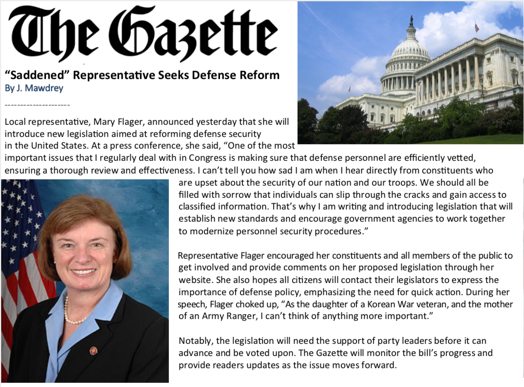 The Gazette
“Saddened” Representative Seeks Defense Reform
By J. Mawdrey
----------------------
Local representative, Mary Flager, announced yesterday that she will
introduce new legislation aimed at reforming defense security
in the United States. At a press conference, she said, “One of the most
important issues that I regularly deal with in Congress is making sure that defense personnel are efficiently vetted,
ensuring a thorough review and effectiveness. I can’t tell you how sad I am when I hear directly from constituents who
are upset about the security of our nation and our troops. We should all be
filled with sorrow that individuals can slip through the cracks and gain access to
classified information. That’s why I am writing and introducing legislation that will
establish new standards and encourage government agencies to work together
to modernize personnel security procedures.”
Representative Flager encouraged her constituents and all members of the public to
get involved and provide comments on her proposed legislation through her
website. She also hopes all citizens will contact their legislators to express the
importance of defense policy, emphasizing the need for quick action. During her
speech, Flager choked up, “As the daughter of a Korean War veteran, and the mother
of an Army Ranger, I can’t think of anything more important.”
Notably, the legislation will need the support of party leaders before it can
advance and be voted upon. The Gazette will monitor the bill’s progress and
provide readers updates as the issue moves forward.